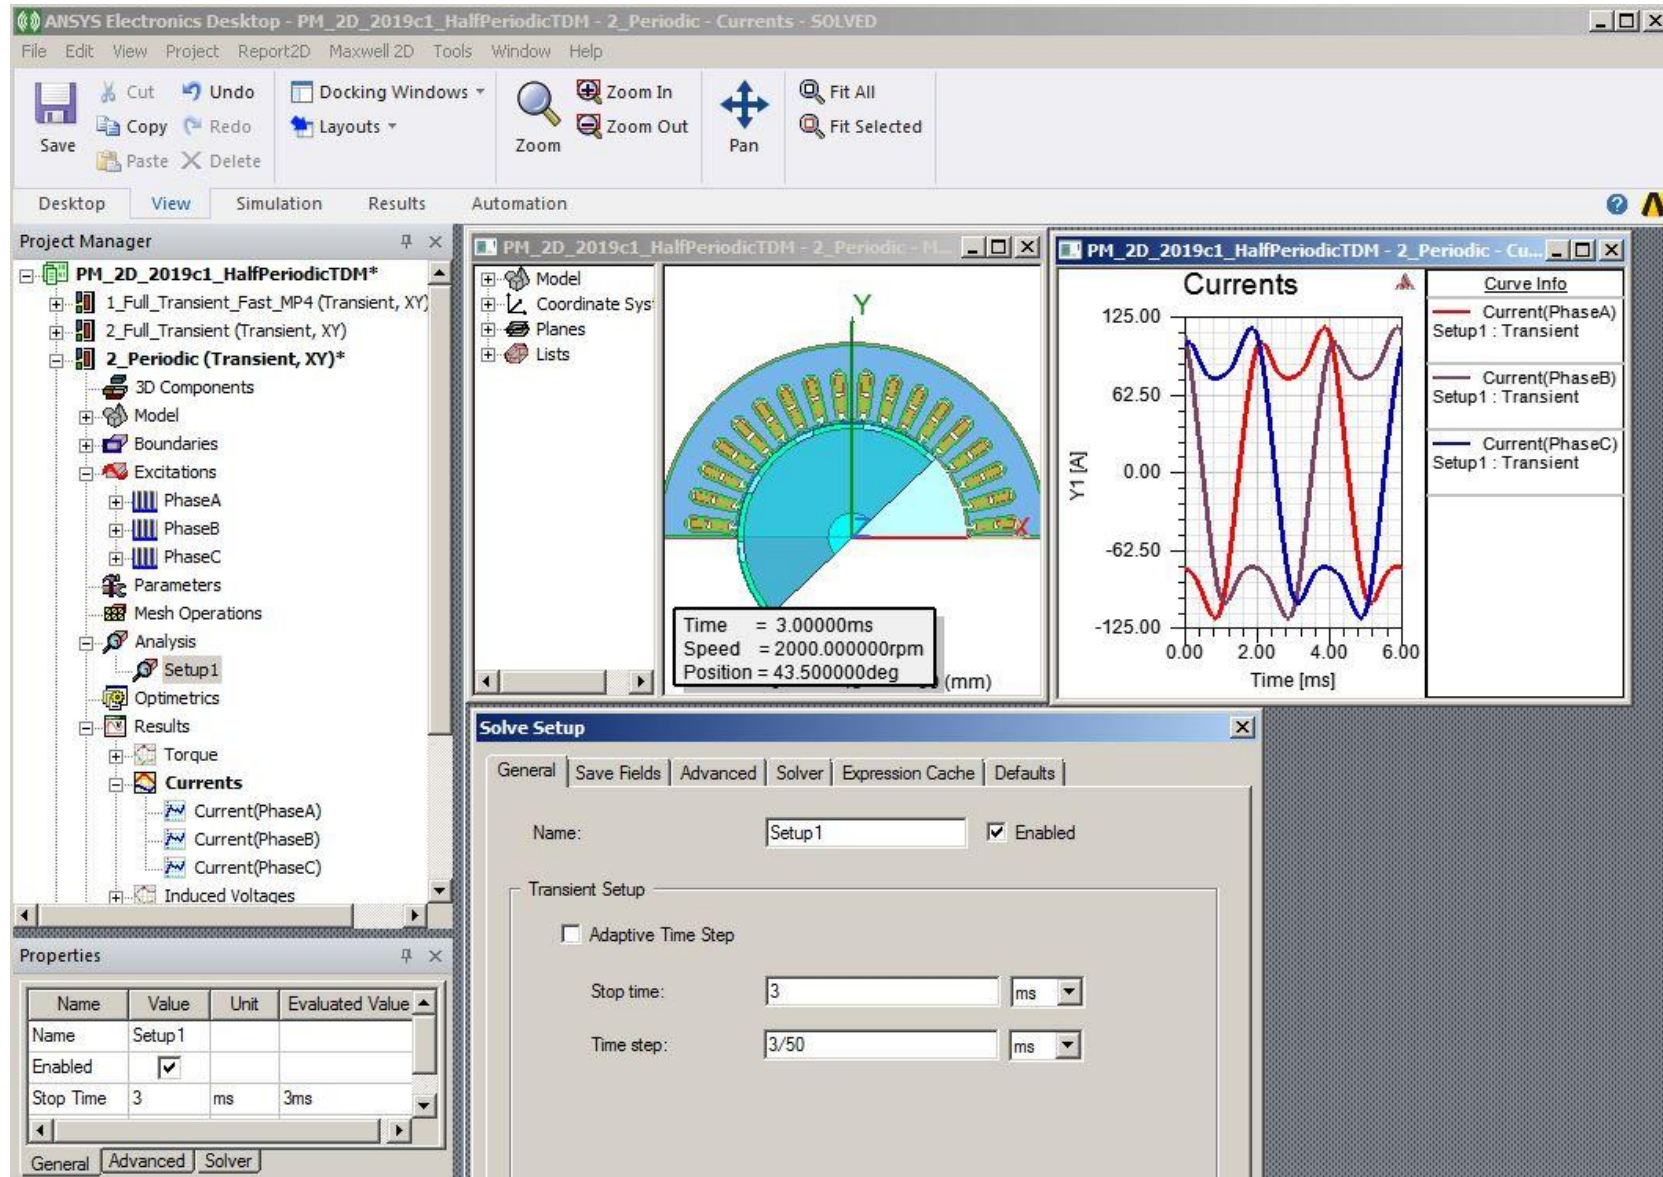 ANSYS Electronics Desktop - PM_2D_2019c1_HalfPeriodicTDM - 2_Periodic - Currents - SOLVED
File Edit View Project Report2D Maxwell 2D Tools Window Help
Save
Cut
Copy
Paste
Undo
Redo
Delete
Docking Windows
Layouts
Zoom
Zoom In
Zoom Out
Pan
Fit All
Fit Selected
Desktop View Simulation Results Automation
Project Manager
PM_2D_2019c1_HalfPeriodicTDM*
1_Full_Transient_Fast_MP4 (Transient, XY)
2_Full_Transient (Transient, XY)
2_Periodic (Transient, XY)*
3D Components
Model
Boundaries
Excitations
PhaseA
PhaseB
PhaseC
Parameters
Mesh Operations
Analysis
Setup1
Optimetrics
Results
Torque
Currents
Current(PhaseA)
Current(PhaseB)
Current(PhaseC)
Induced Voltages
Properties
Name Value Unit Evaluated Value
Name Setup1
Enabled
Stop Time 3 ms 3ms
General Advanced Solver
PM_2D_2019c1_HalfPeriodicTDM - 2_Periodic - M...
Model
Coordinate Sys
Planes
Lists
Y
Z
X
Time = 3.00000ms
Speed = 2000.000000rpm
Position = 43.500000deg
(mm)
PM_2D_2019c1_HalfPeriodicTDM - 2_Periodic - Cu...
Currents
125.00
62.50
0.00
-62.50
-125.00
Y1 [A]
0.00 2.00 4.00 6.00
Time [ms]
Curve Info
Current(PhaseA)
Setup1 : Transient
Current(PhaseB)
Setup1 : Transient
Current(PhaseC)
Setup1 : Transient
Solve Setup
General Save Fields Advanced Solver Expression Cache Defaults
Name: Setup1 Enabled
Transient Setup
Adaptive Time Step
Stop time: 3 ms
Time step: 3/50 ms